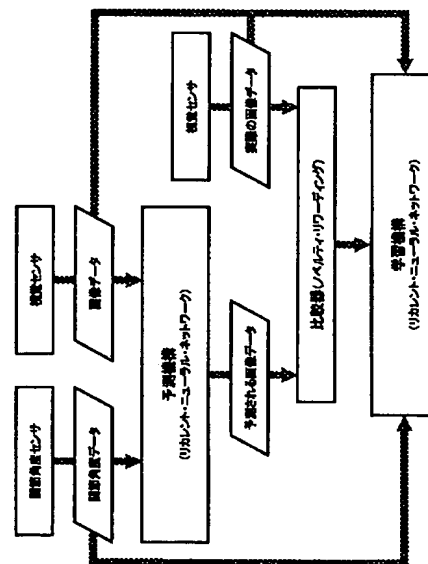 関節角度センサ
視覚センサ
関節角度データ
画像データ
視覚センサ
予測機構
(リカレント・ニューラル・ネットワーク)
実際の画像データ
予測される画像データ
比較器(ノベルティ・リワーディング)
学習機構
(リカレント・ニューラル・ネットワーク)